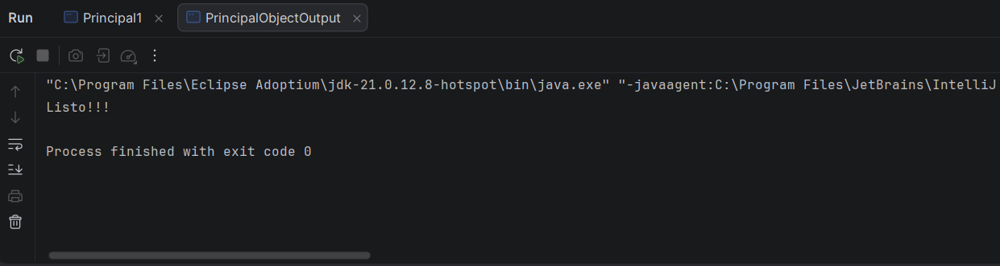 Run Principal1 PrincipalObjectOutput
"C:\Program Files\Eclipse Adoptium\jdk-21.0.12.8-hotspot\bin\java.exe" "-javaagent:C:\Program Files\JetBrains\IntelliJ
Listo!!!
Process finished with exit code 0